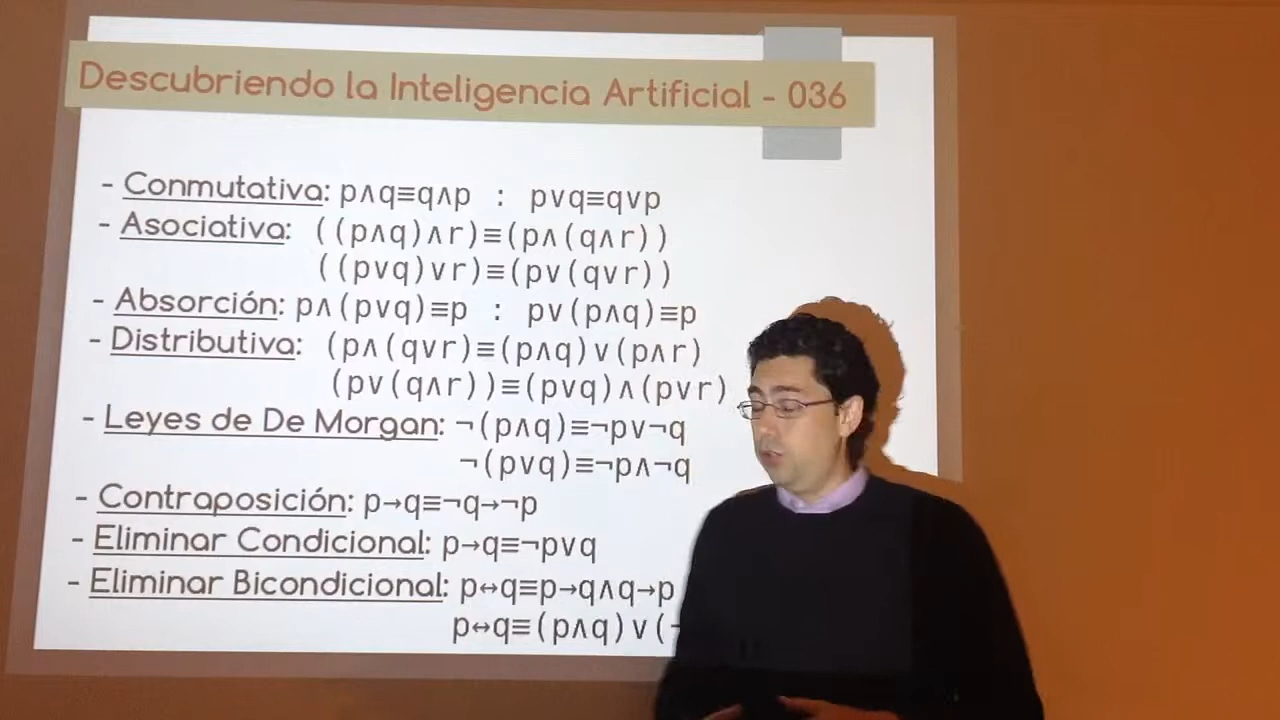 Descubriendo la Inteligencia Artificial - 036
- Conmutativa: p∧q≡q∧p : p∨q≡q∨p
- Asociativa: ((p∧q)∧r)≡(p∧(q∧r))
((p∨q)∨r)≡(p∨(q∨r))
- Absorción: p∧(p∨q)≡p : p∨(p∧q)≡p
- Distributiva: (p∧(q∨r)≡(p∧q)∨(p∧r)
(p∨(q∧r))≡(p∨q)∧(p∨r)
- Leyes de De Morgan: ¬(p∧q)≡¬p∨¬q
¬(p∨q)≡¬p∧¬q
- Contraposición: p→q≡¬q→¬p
- Eliminar Condicional: p→q≡¬p∨q
- Eliminar Bicondicional: p↔q≡p→q∧q→p
p↔q≡(p∧q)∨(¬